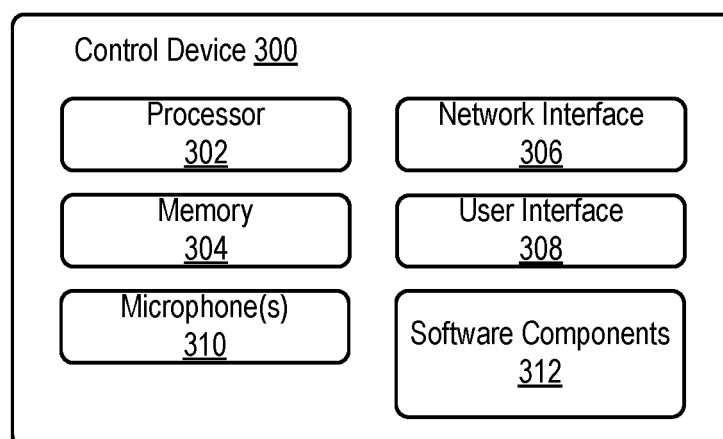 Control Device 300
Processor
302
Network Interface
306
Memory
304
User Interface
308
Microphone(s)
310
Software Components
312